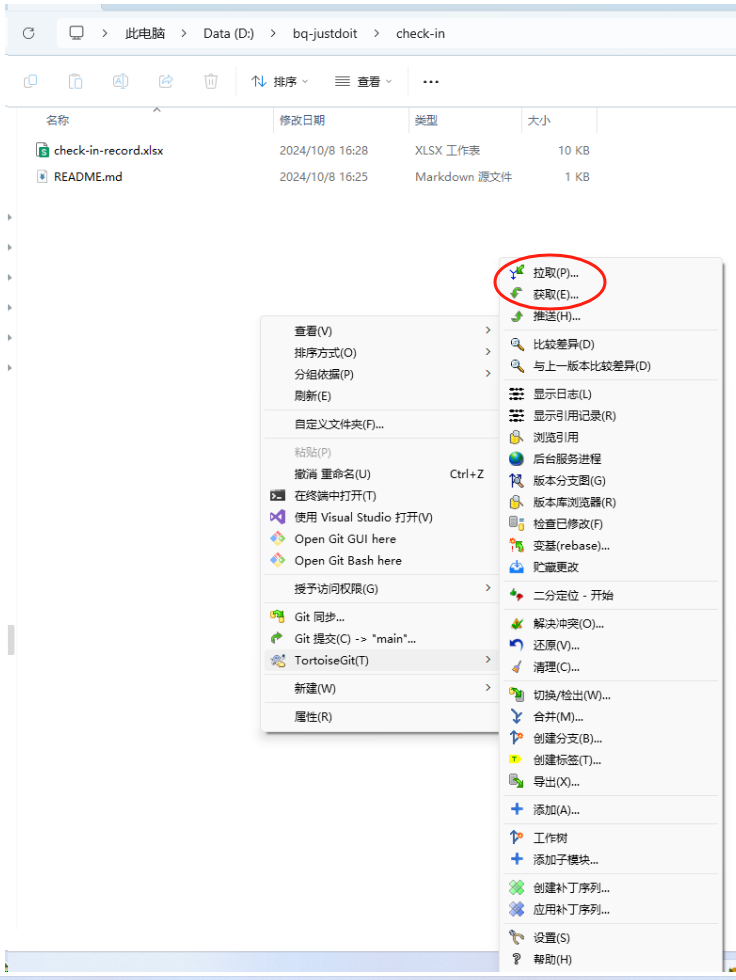 此电脑 > Data (D:) > bq-justdoit > check-in
排序 查看 ...
名称 修改日期 类型 大小
check-in-record.xlsx 2024/10/8 16:28 XLSX 工作表 10 KB
README.md 2024/10/8 16:25 Markdown 源文件 1 KB
查看(V)
排序方式(O)
分组依据(P)
刷新(E)
自定义文件夹(F)...
粘贴(P)
撤消 重命名(U) Ctrl+Z
在终端中打开(T)
使用 Visual Studio 打开(V)
Open Git GUI here
Open Git Bash here
授予访问权限(G)
Git 同步...
Git 提交(C) -> "main"...
TortoiseGit(T)
新建(W)
属性(R)
拉取(P)...
获取(E)...
推送(H)...
比较差异(D)
与上一版本比较差异(D)
显示日志(L)
显示引用记录(R)
浏览引用
后台服务进程
版本分支图(G)
版本库浏览器(R)
检查已修改(F)
变基(rebase)...
贮藏更改
二分定位 - 开始
解决冲突(O)...
还原(V)...
清理(C)...
切换/检出(W)...
合并(M)...
创建分支(B)...
创建标签(T)...
导出(X)...
添加(A)...
工作树
添加子模块...
创建补丁序列...
应用补丁序列...
设置(S)
帮助(H)